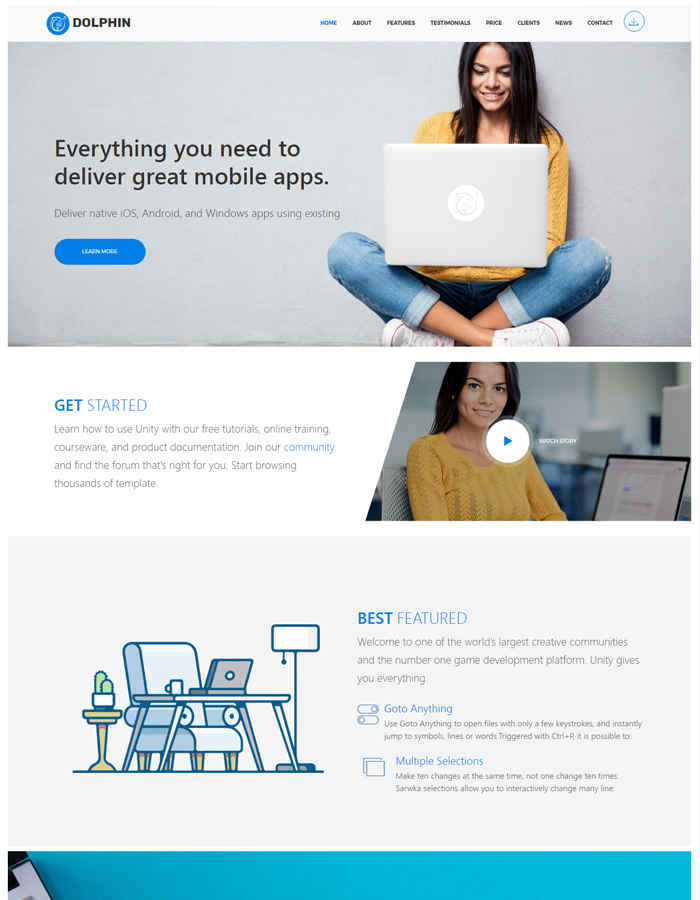 DOLPHIN
HOME ABOUT FEATURES TESTIMONIALS PRICE CLIENTS NEWS CONTACT
Everything you need to
deliver great mobile apps.
Deliver native iOS, Android, and Windows apps using existing
LEARN MORE
GET STARTED
Learn how to use Unity with our free tutorials, online training,
courseware, and product documentation. Join our community
and find the forum that's right for you. Start browsing
thousands of template.
WATCH STORY
BEST FEATURED
Welcome to one of the world's largest creative communities
and the number one game development platform. Unity gives
you everything.
Goto Anything
Use Goto Anything to open files with only a few keystrokes, and instantly
jump to symbols, lines or words.Triggered with Ctrl+P, it is possible to:
Multiple Selections
Make ten changes at the same time, not one change ten times.
Sarwka selections allow you to interactively change many line.